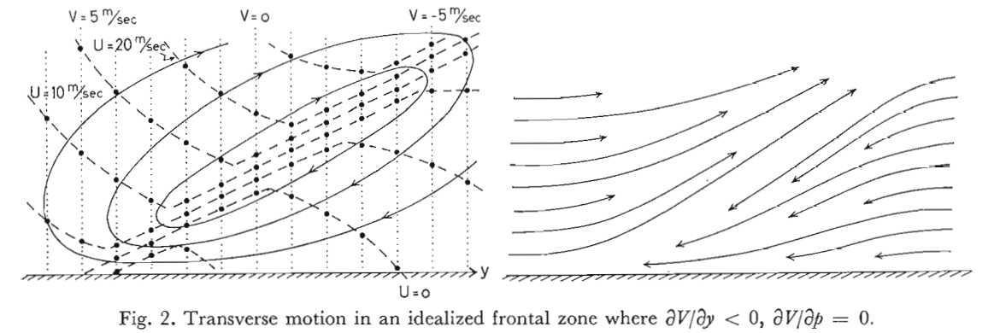 V=5 m/sec
V=0
V=-5 m/sec
U=20 m/sec
U=10 m/sec
y
U=0
Fig. 2. Transverse motion in an idealized frontal zone where ∂V/∂y < 0, ∂V/∂p = 0.